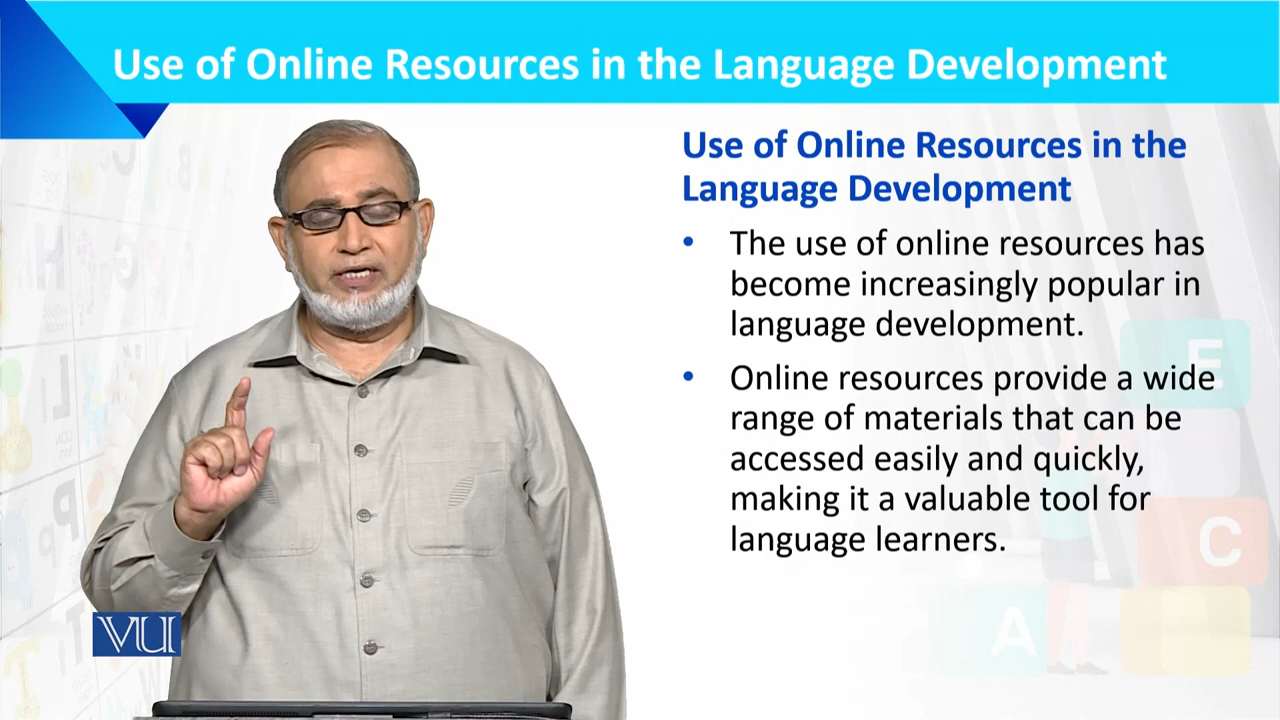 Use of Online Resources in the Language Development
Use of Online Resources in the
Language Development
• The use of online resources has
become increasingly popular in
language development.
• Online resources provide a wide
range of materials that can be
accessed easily and quickly,
making it a valuable tool for
language learners.
E
C
A
VU